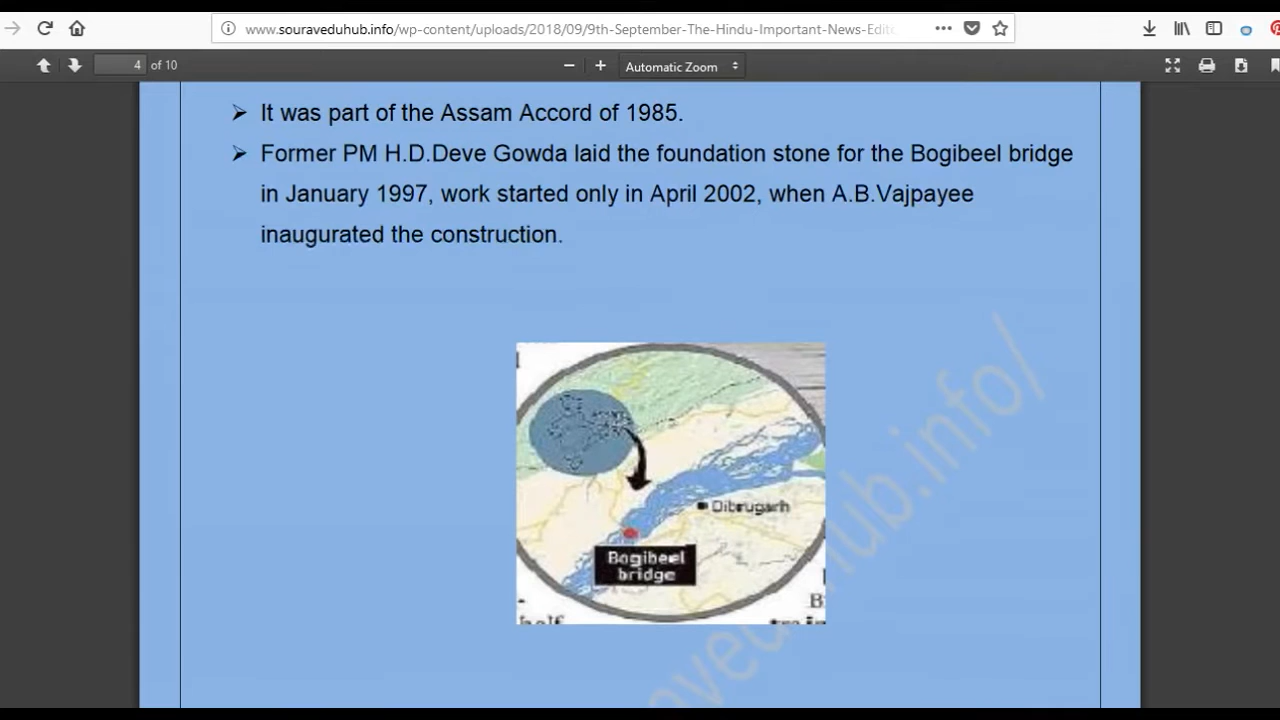 www.souraveduhub.info/wp-content/uploads/2018/09/9th-September-The-Hindu-Important-News-Edito
4 of 10
Automatic Zoom
➢ It was part of the Assam Accord of 1985.
➢ Former PM H.D.Deve Gowda laid the foundation stone for the Bogibeel bridge
in January 1997, work started only in April 2002, when A.B.Vajpayee
inaugurated the construction.
Dibrugarh
Bogibeel
bridge